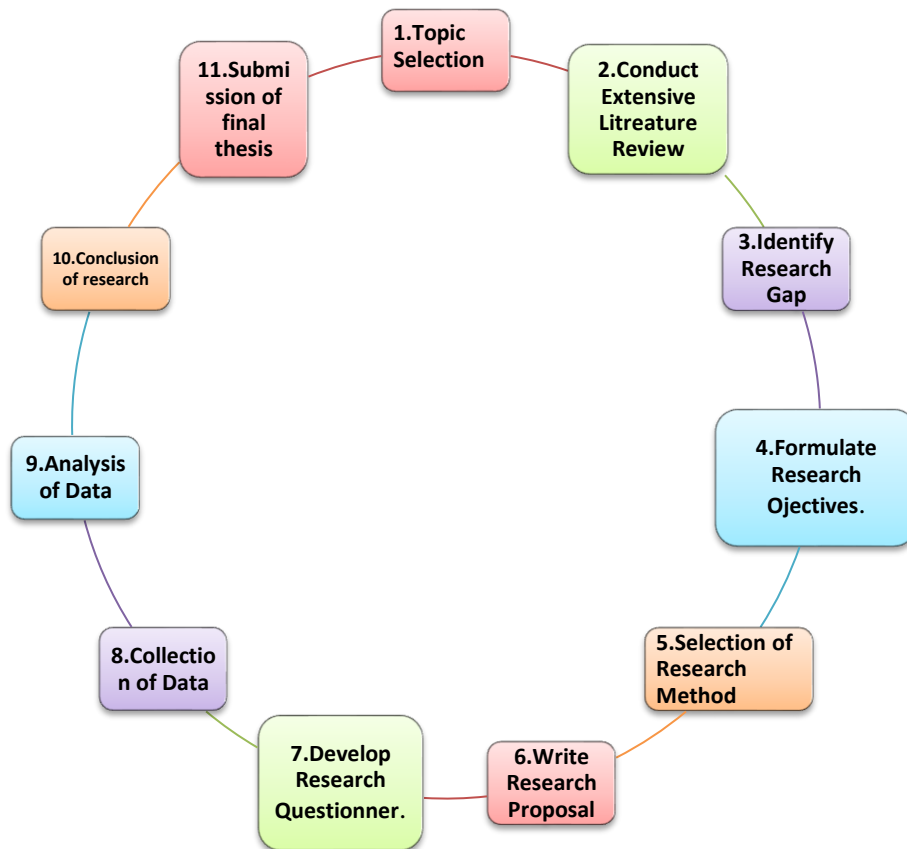 1.Topic
Selection
2.Conduct
Extensive
Litreature
Review
3.Identify
Research
Gap
4.Formulate
Research
Ojectives.
5.Selection of
Research
Method
6.Write
Research
Proposal
7.Develop
Research
Questionner.
8.Collectio
n of Data
9.Analysis
of Data
10.Conclusion
of research
11.Submi
ssion of
final
thesis